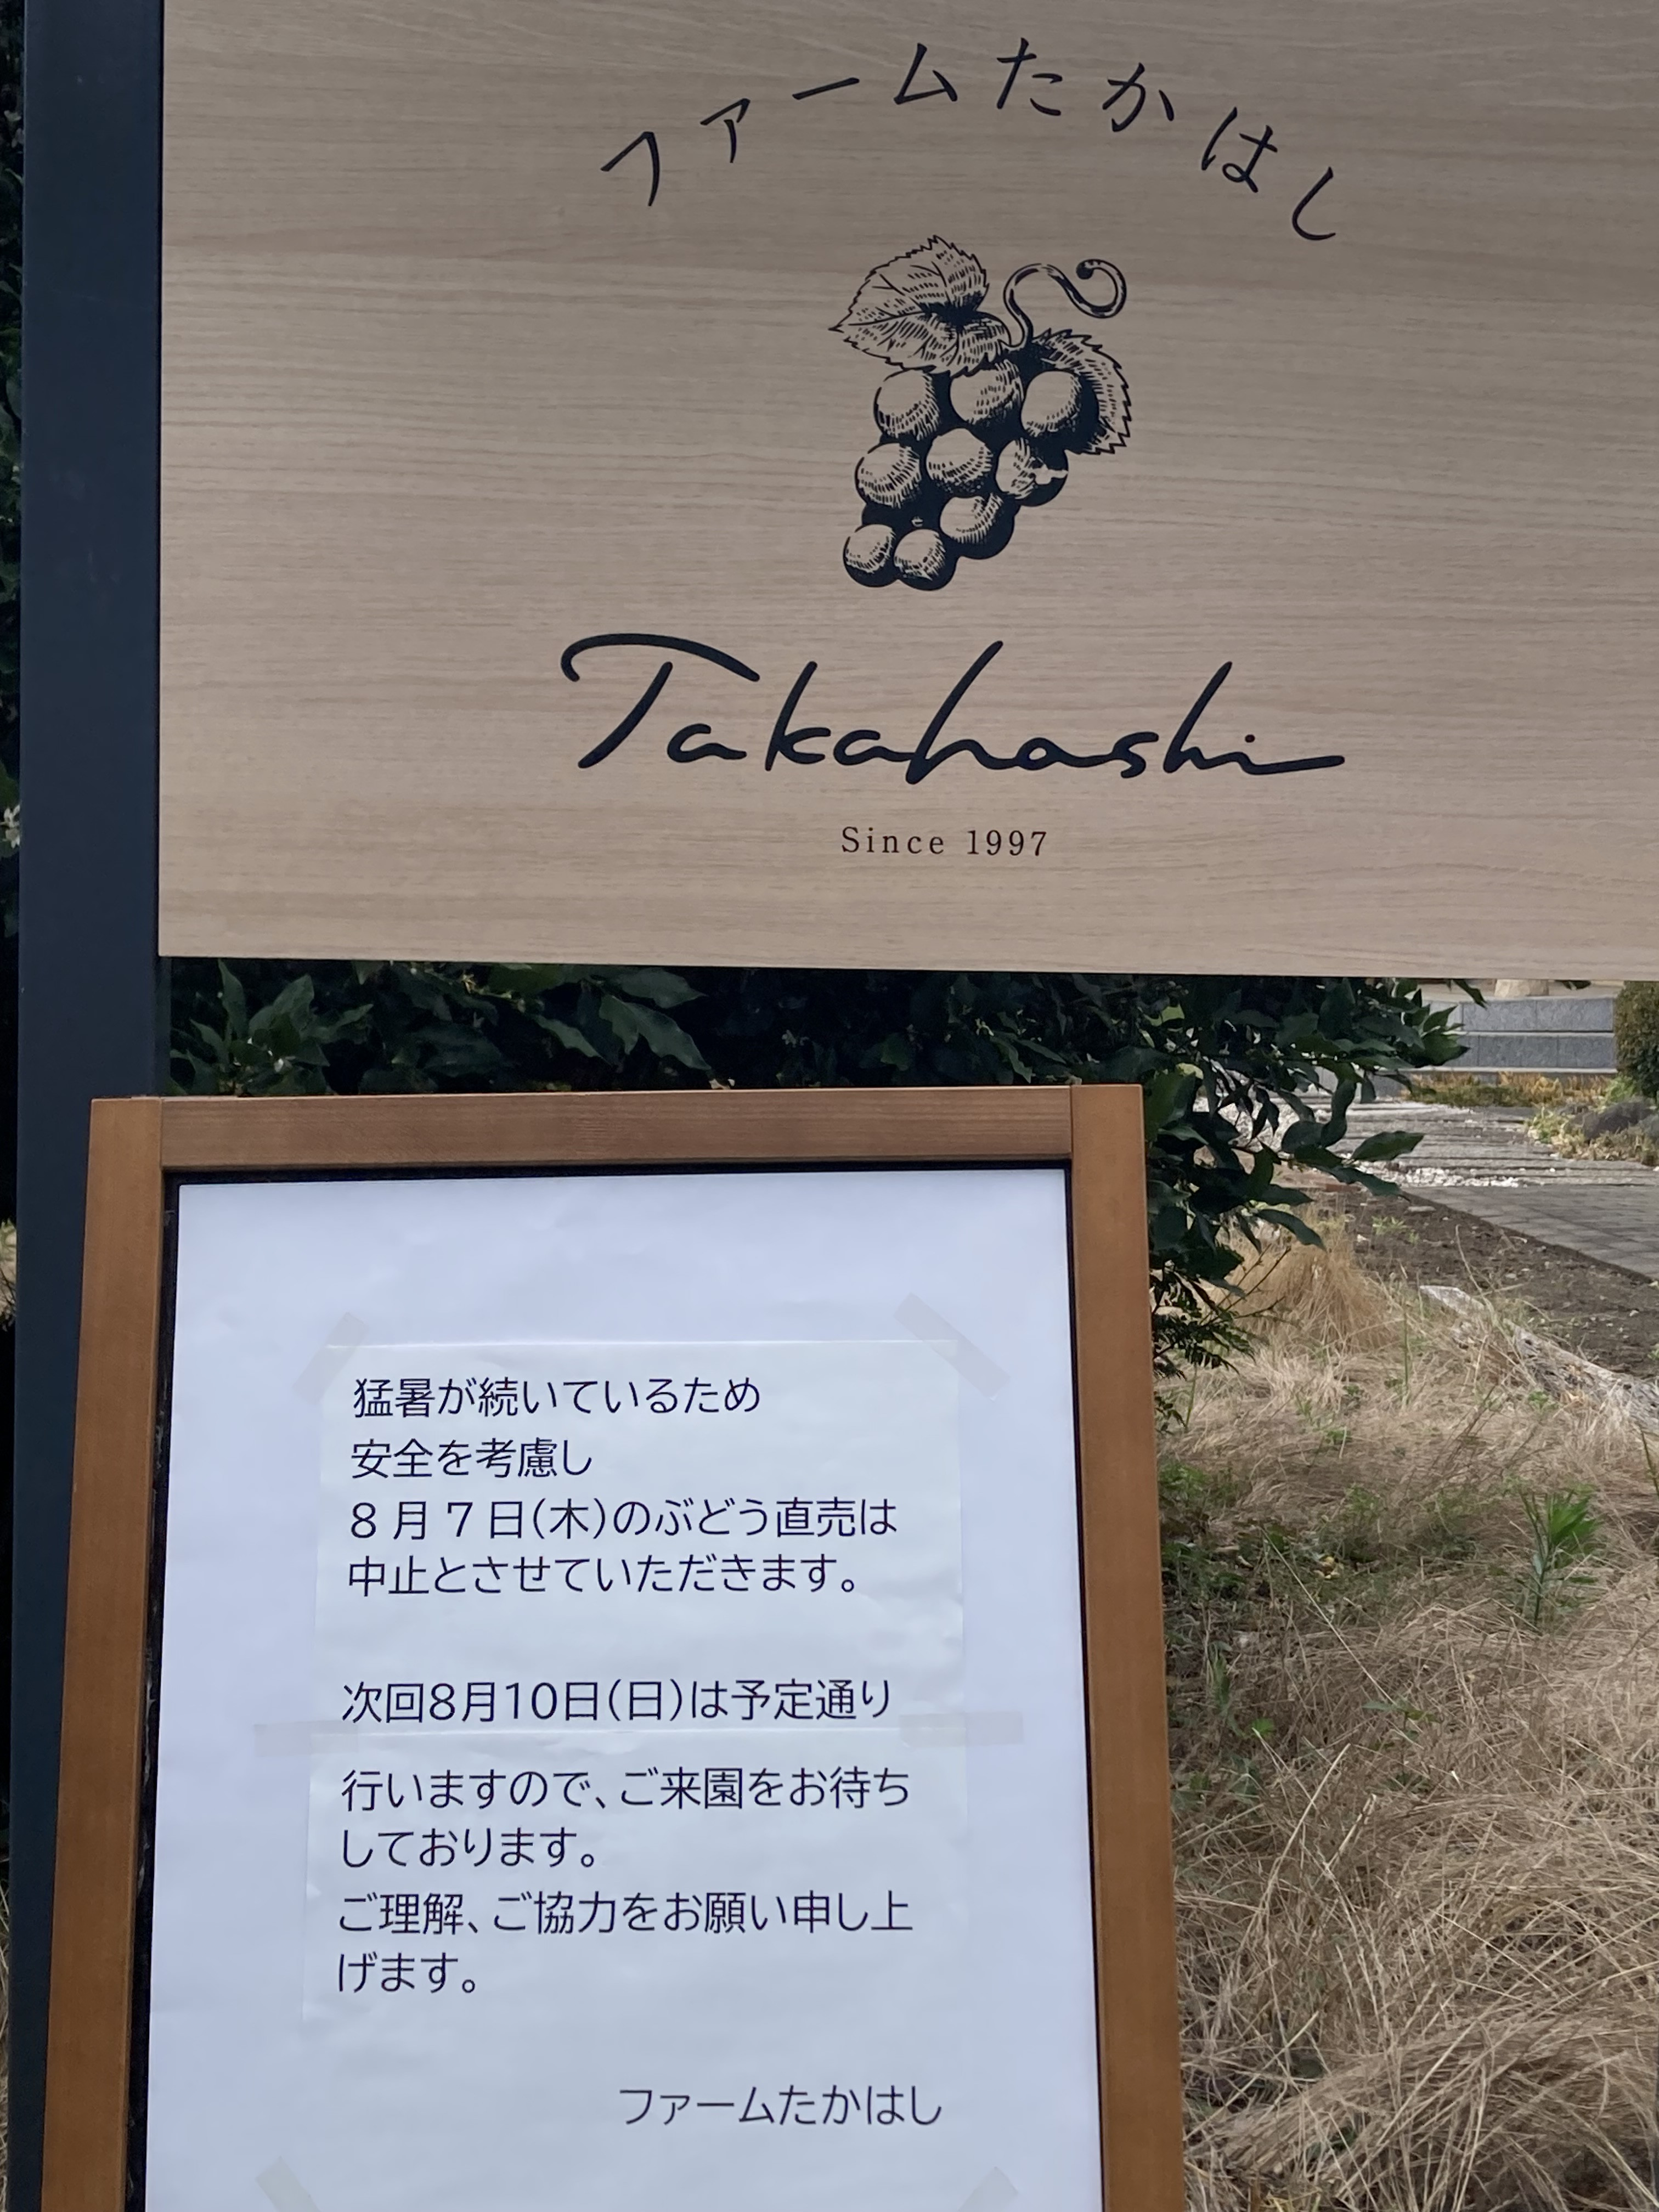 ファームたかはし
Takahashi
Since 1997
猛暑が続いているため
安全を考慮し
8月7日(木)のぶどう直売は
中止とさせていただきます。
次回8月10日(日)は予定通り
行いますので、ご来園をお待ち
しております。
ご理解、ご協力をお願い申し上
げます。
ファームたかはし